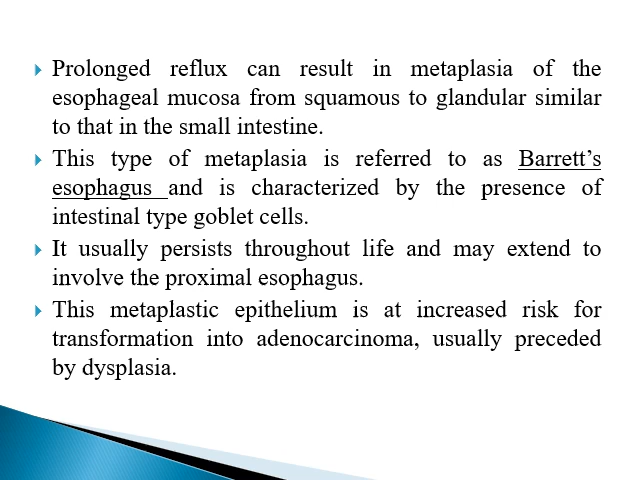 Prolonged reflux can result in metaplasia of the
esophageal mucosa from squamous to glandular similar
to that in the small intestine.
This type of metaplasia is referred to as Barrett’s
esophagus and is characterized by the presence of
intestinal type goblet cells.
It usually persists throughout life and may extend to
involve the proximal esophagus.
This metaplastic epithelium is at increased risk for
transformation into adenocarcinoma, usually preceded
by dysplasia.